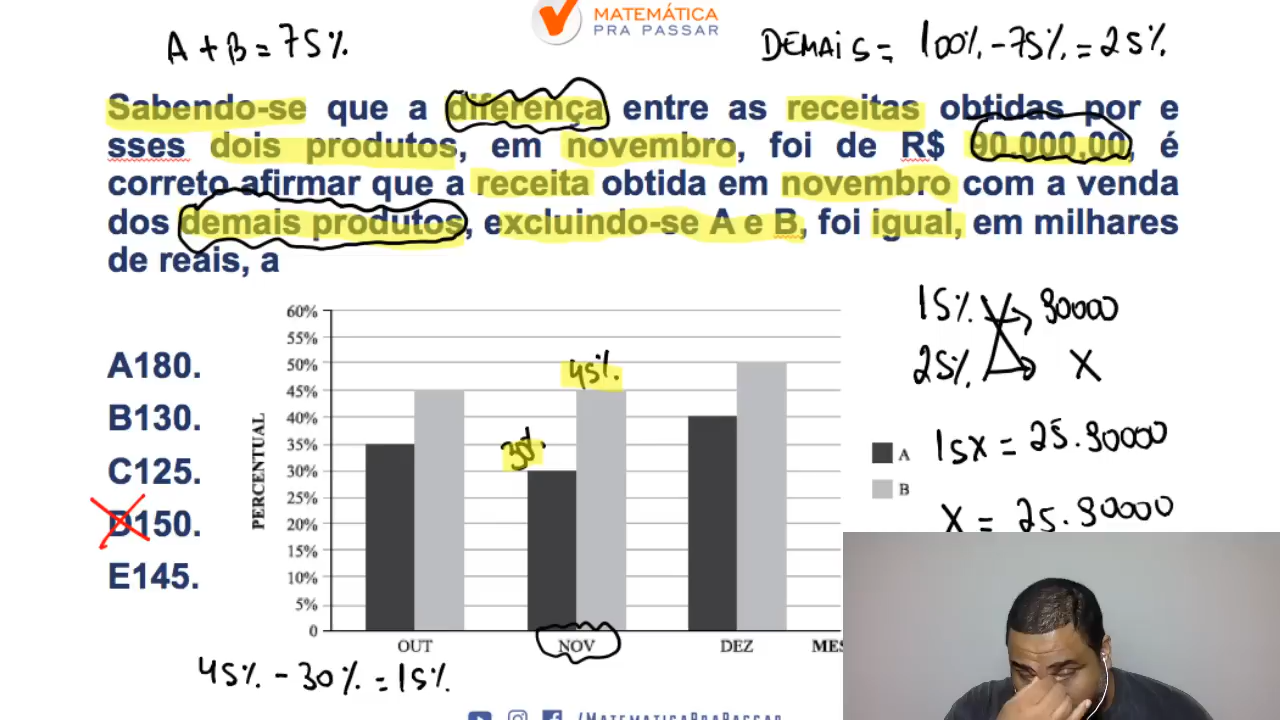 MATEMÁTICA
PRA PASSAR
A + B = 75%
DEMAIS = 100% - 75% = 25%
Sabendo-se que a diferença entre as receitas obtidas por e
sses dois produtos, em novembro, foi de R$ 90.000,00, é
correto afirmar que a receita obtida em novembro com a venda
dos demais produtos, excluindo-se A e B, foi igual, em milhares
de reais, a
A180.
B130.
C125.
D150.
E145.
PERCENTUAL
60%
55%
50%
45%
40%
35%
30%
25%
20%
15%
10%
5%
0
45%
30%
OUT
NOV
DEZ
A
B
15% 90000
25% X
15X = 25.90000
X = 25.90000
45% - 30% = 15%
/MATEMATICAPRAPASSAR